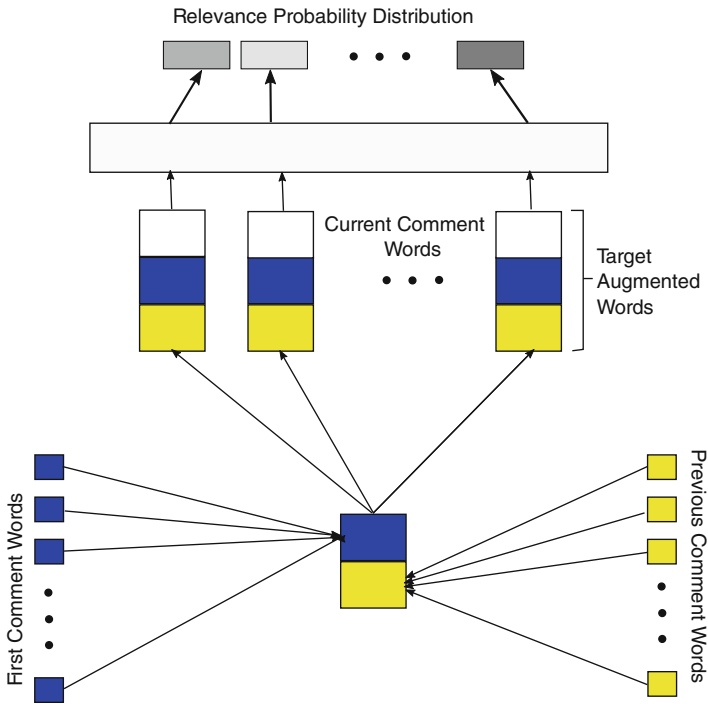 Relevance Probability Distribution
Current Comment
Words
Target
Augmented
Words
First Comment Words
Previous Comment Words